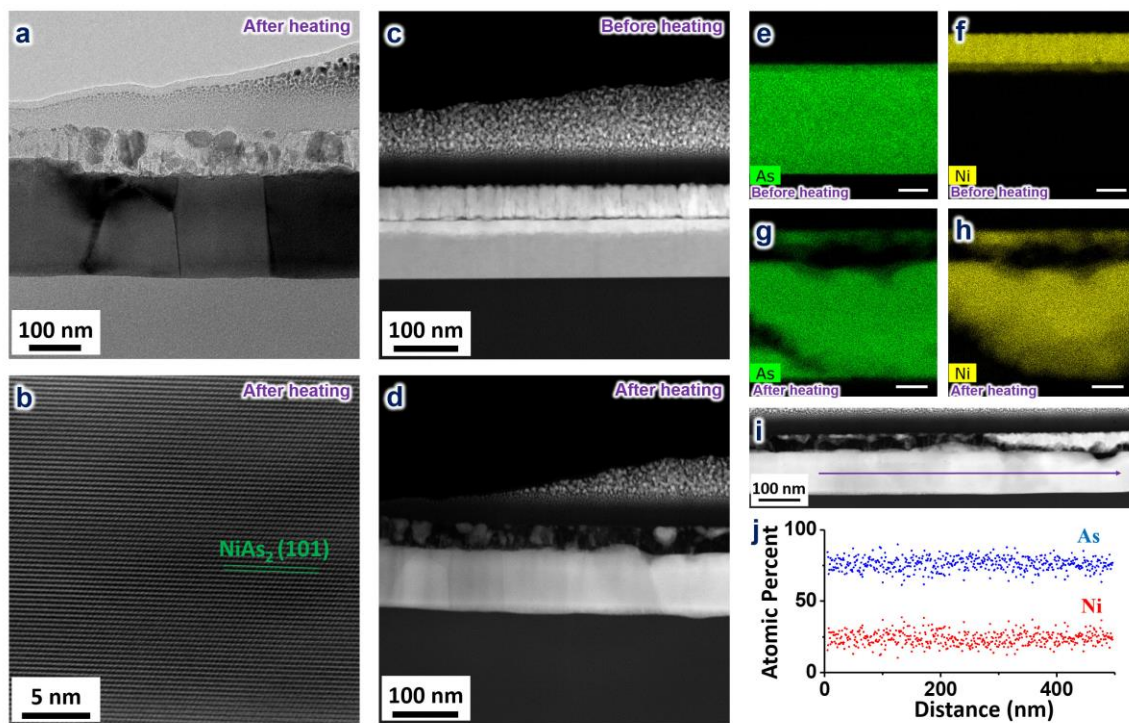 a
After heating
100 nm
b
After heating
NiAs₂ (101)
5 nm
c
Before heating
100 nm
d
After heating
100 nm
e
As
Before heating
f
Ni
Before heating
g
As
After heating
h
Ni
After heating
i
100 nm
j
100
50
0
Atomic Percent
As
Ni
0
200
400
Distance (nm)